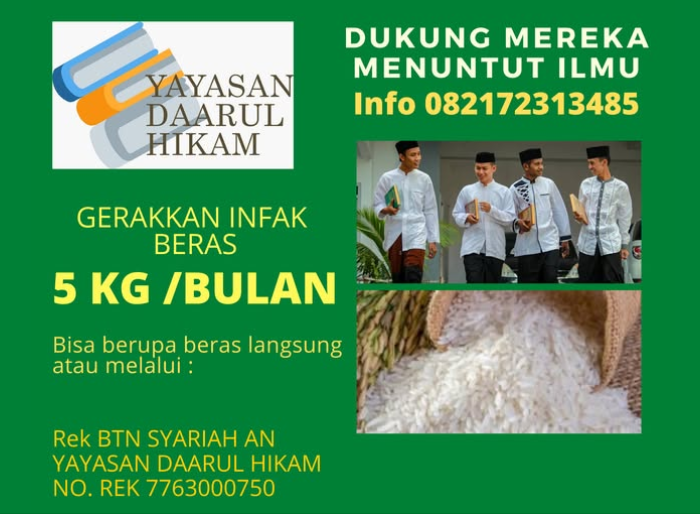 YAYASAN
DAARUL
HIKAM
GERAKKAN INFAK
BERAS
5 KG /BULAN
Bisa berupa beras langsung
atau melalui :
Rek BTN SYARIAH AN
YAYASAN DAARUL HIKAM
NO. REK 7763000750
DUKUNG MEREKA
MENUNTUT ILMU
Info 082172313485